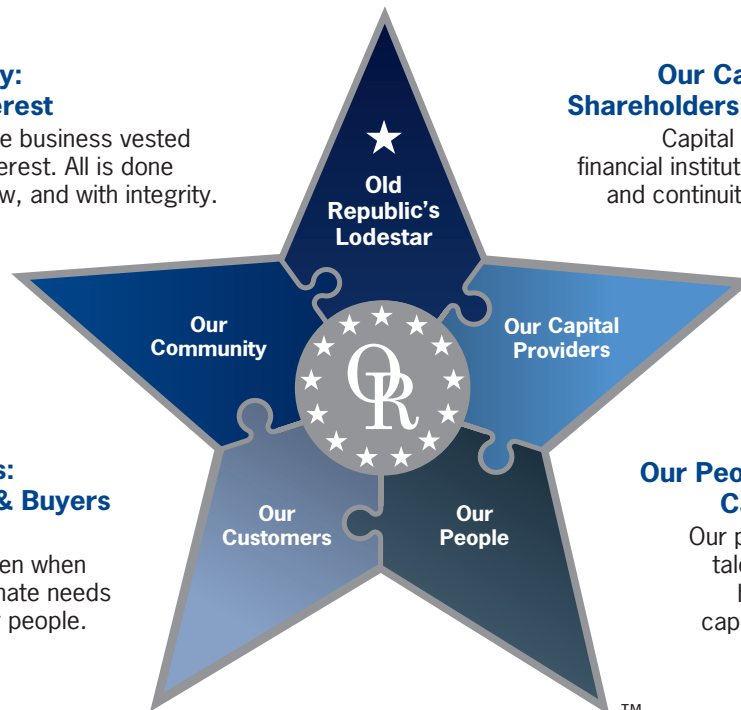 y:
erest
e business vested
erest. All is done
w, and with integrity.
Our Ca
Shareholders
Capital
financial institut
and continuit
Old
Republic's
Lodestar
Our
Community
Our Capital
Providers
OR
Our
Customers
Our
People
s:
& Buyers
en when
nate needs
people.
Our Peo
Ca
Our p
tale
cap
TM